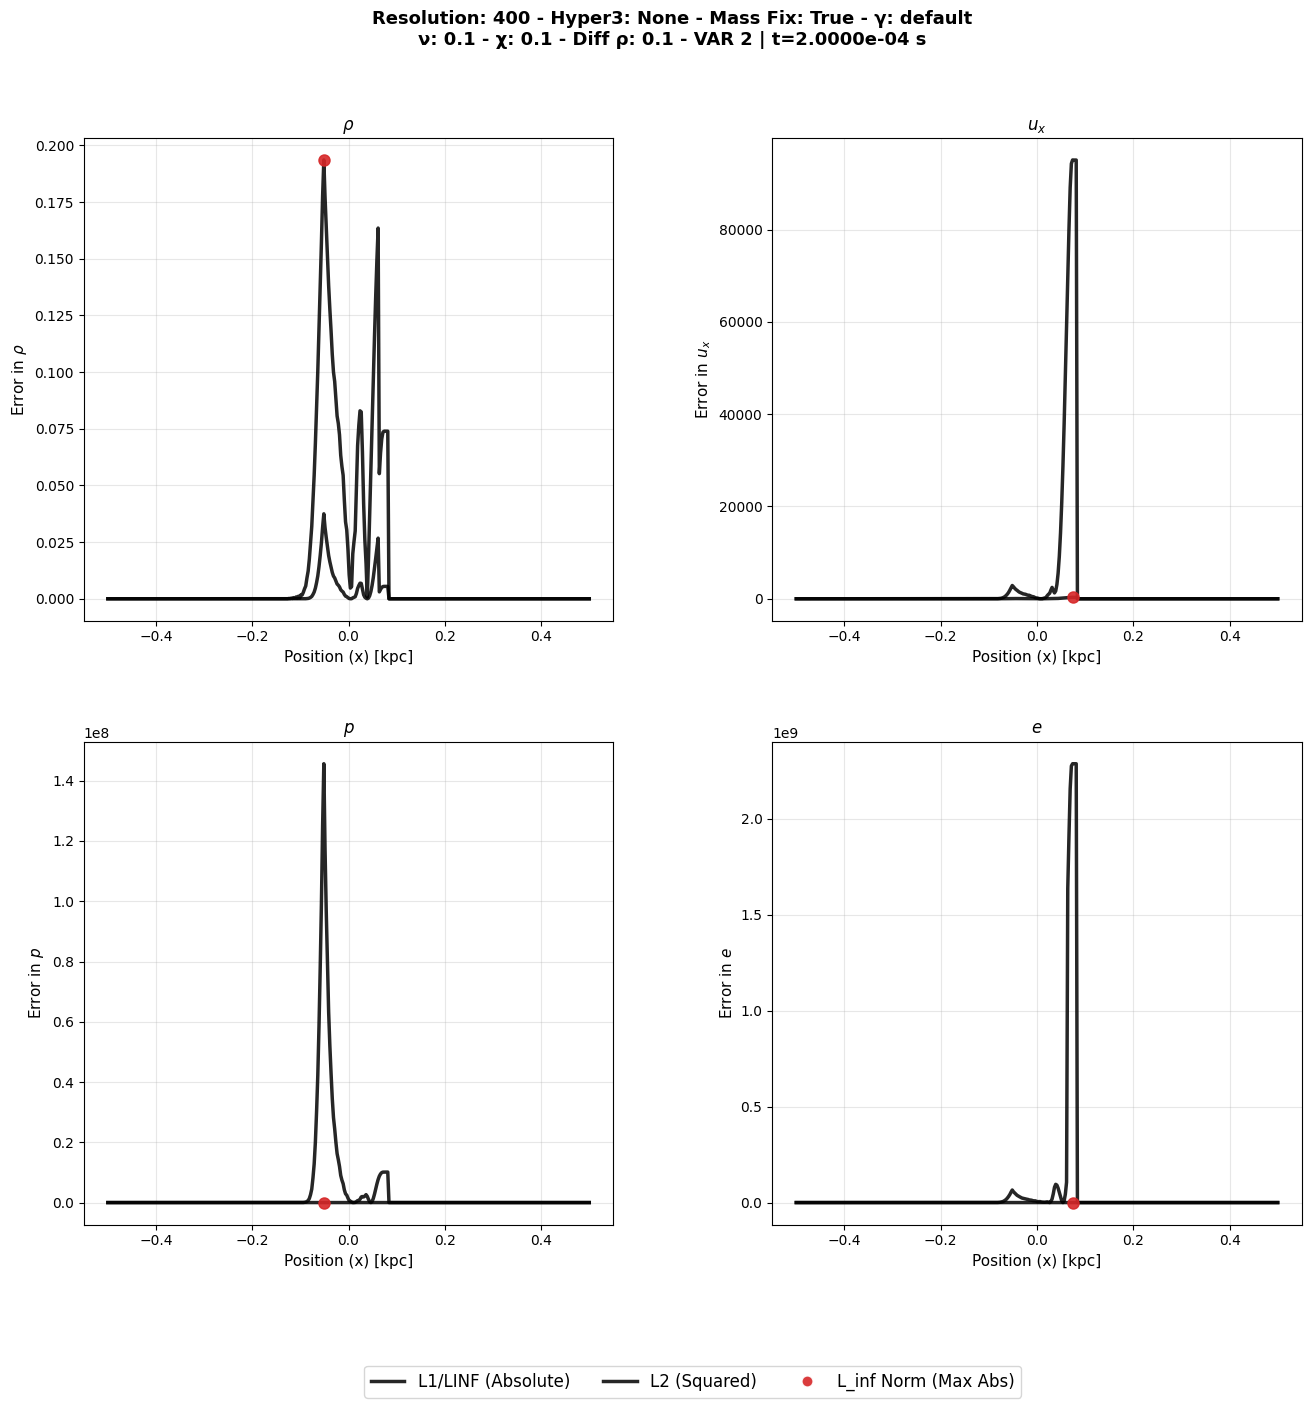 Resolution: 400 - Hyper3: None - Mass Fix: True - γ: default
ν: 0.1 - χ: 0.1 - Diff ρ: 0.1 - VAR 2 | t=2.0000e-04 s
ρ
0.200
0.175
0.150
0.125
0.100
0.075
0.050
0.025
0.000
Error in ρ
−0.4
−0.2
0.0
0.2
0.4
Position (x) [kpc]
u_x
80000
60000
40000
20000
0
Error in u_x
−0.4
−0.2
0.0
0.2
0.4
Position (x) [kpc]
p
1e8
1.4
1.2
1.0
0.8
0.6
0.4
0.2
0.0
Error in p
−0.4
−0.2
0.0
0.2
0.4
Position (x) [kpc]
e
1e9
2.0
1.5
1.0
0.5
0.0
Error in e
−0.4
−0.2
0.0
0.2
0.4
Position (x) [kpc]
L1/LINF (Absolute)
L2 (Squared)
L_inf Norm (Max Abs)